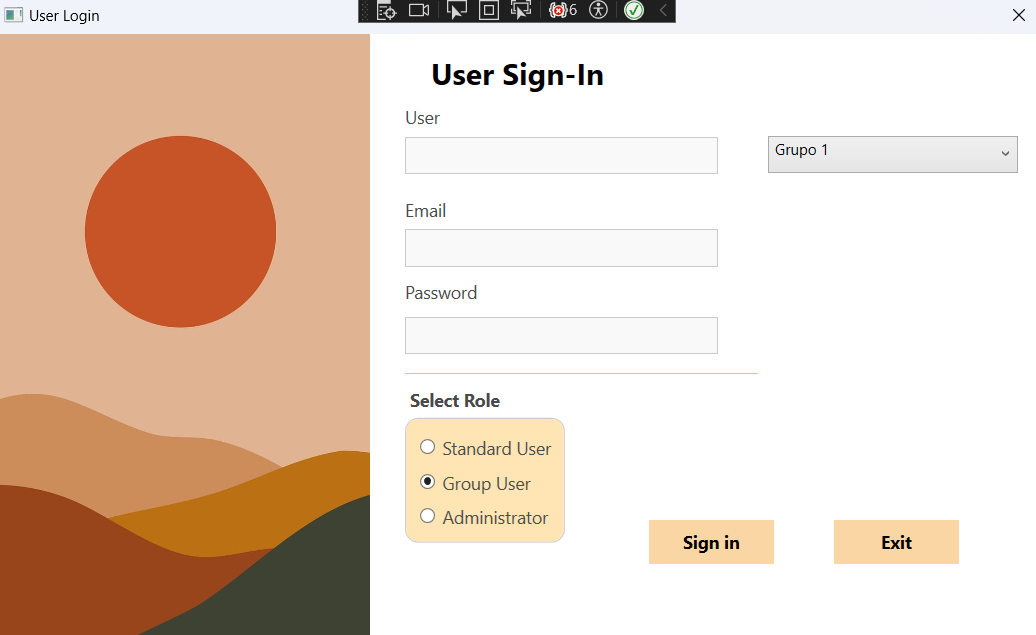 User Login
6
User Sign-In
User
Grupo 1
Email
Password
Select Role
Standard User
Group User
Administrator
Sign in
Exit